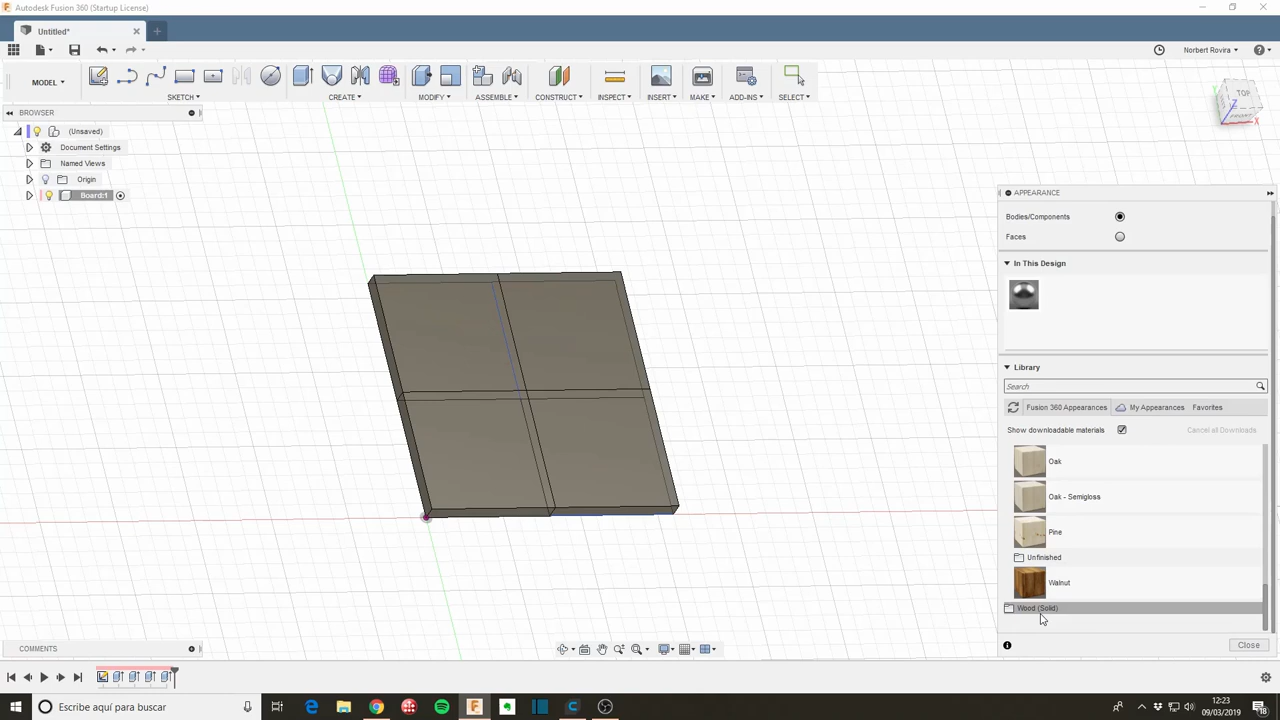 Autodesk Fusion 360 (Startup License)
Untitled*
Norbert Rovira
MODEL
SKETCH
CREATE
MODIFY
ASSEMBLE
CONSTRUCT
INSPECT
INSERT
MAKE
ADD-INS
SELECT
TOP
FRONT
Y
Z
X
BROWSER
(Unsaved)
Document Settings
Named Views
Origin
Board:1
APPEARANCE
Bodies/Components
Faces
In This Design
Library
Search
Fusion 360 Appearances
My Appearances
Favorites
Show downloadable materials
Cancel all Downloads
Oak
Oak - Semigloss
Pine
Unfinished
Walnut
Wood (Solid)
Close
COMMENTS
Escribe aquí para buscar
12:23
09/03/2019
18